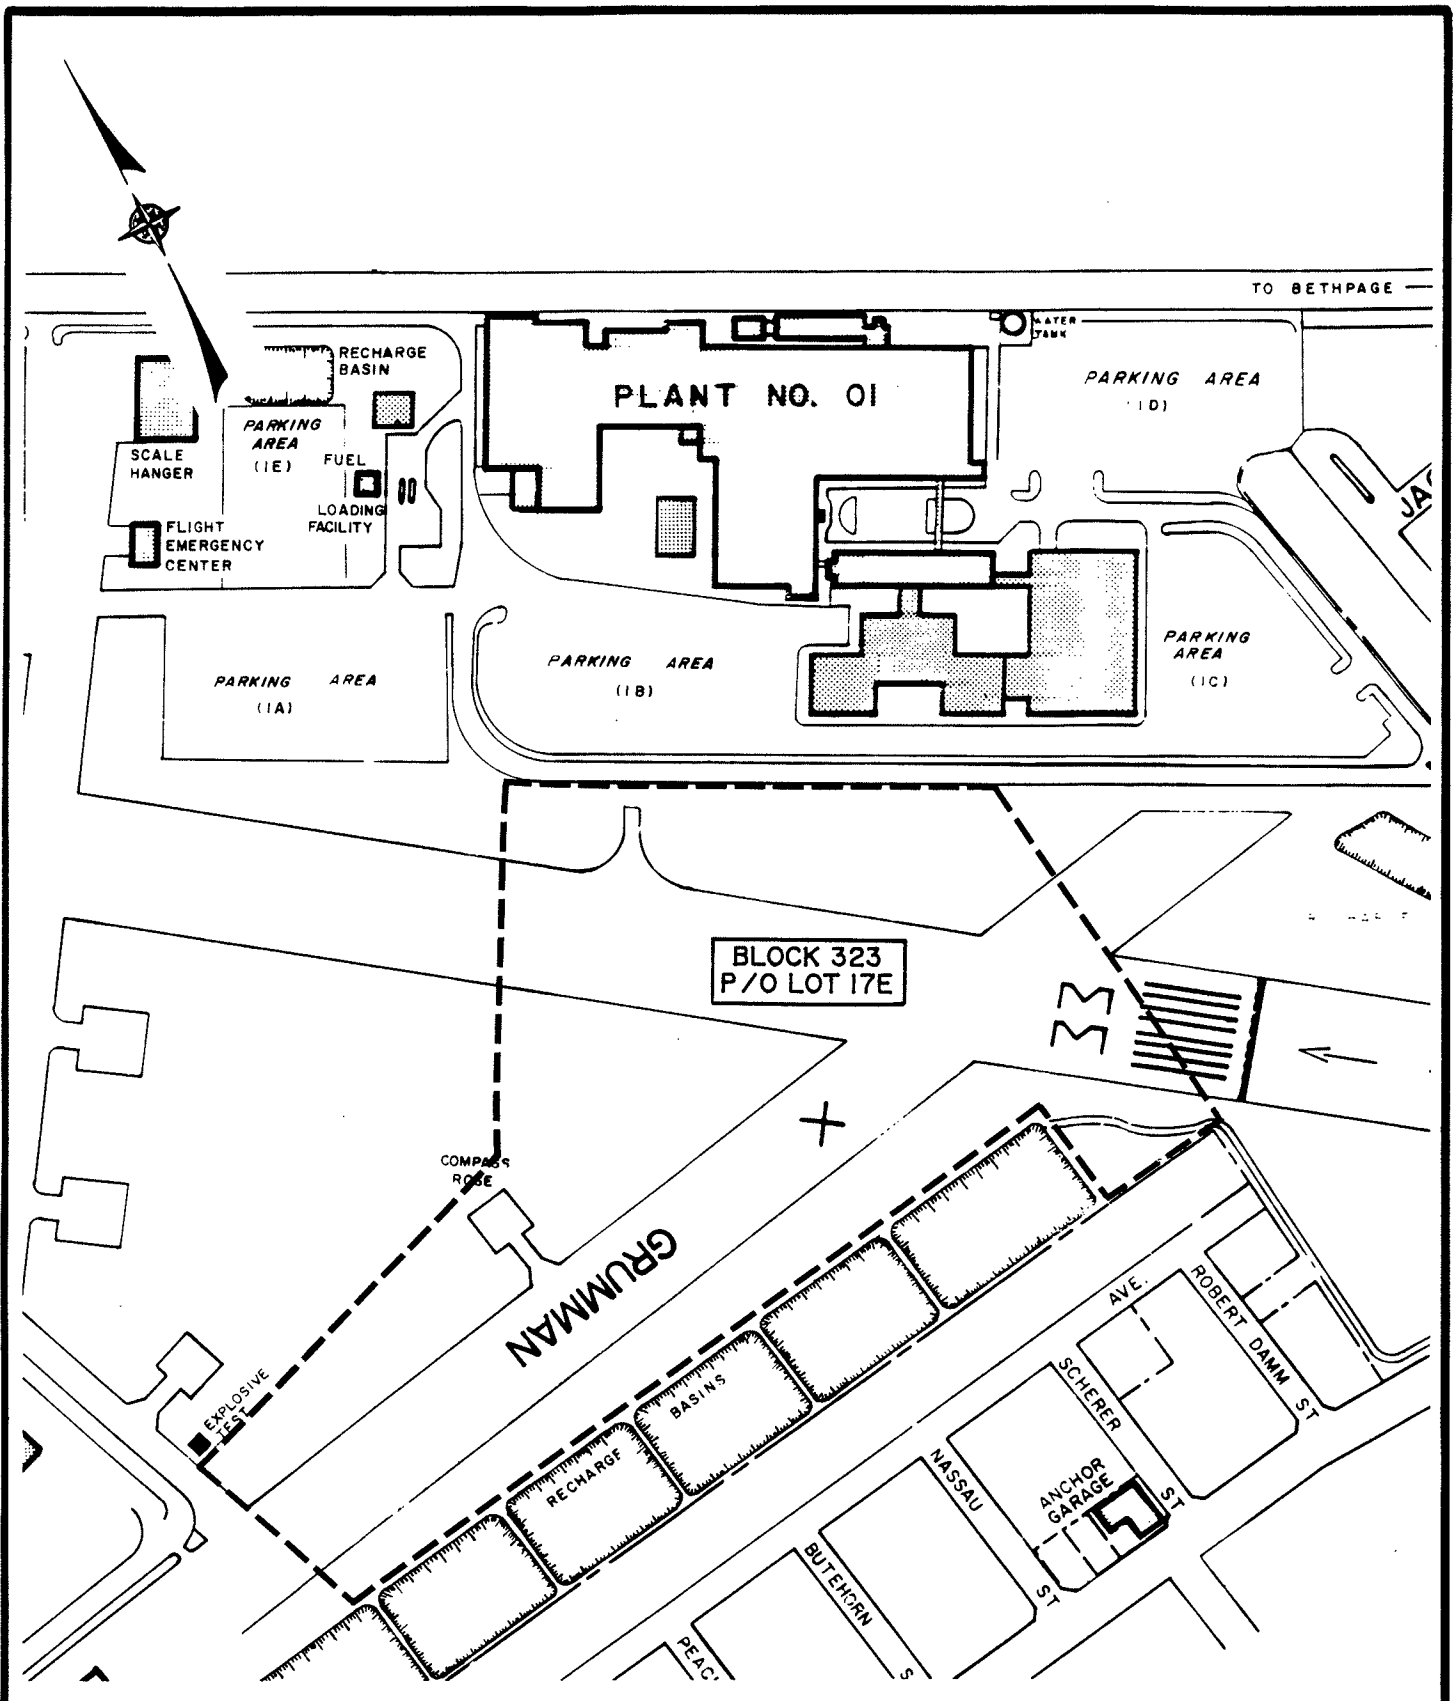 TO BETHPAGE
WATER
TANK
RECHARGE
BASIN
PLANT NO. 01
PARKING AREA
(1D)
PARKING
AREA
(1E)
SCALE
HANGER
FUEL
LOADING
FACILITY
FLIGHT
EMERGENCY
CENTER
JAC
PARKING AREA
(1A)
PARKING AREA
(1B)
PARKING
AREA
(1C)
BLOCK 323
P/O LOT 17E
COMPASS
ROSE
GRUMMAN
EXPLOSIVE
TEST
RECHARGE BASINS
AVE.
ROBERT DAMM ST
SCHERER ST
ANCHOR
GARAGE
NASSAU ST
BUTEHORN S
PEAC